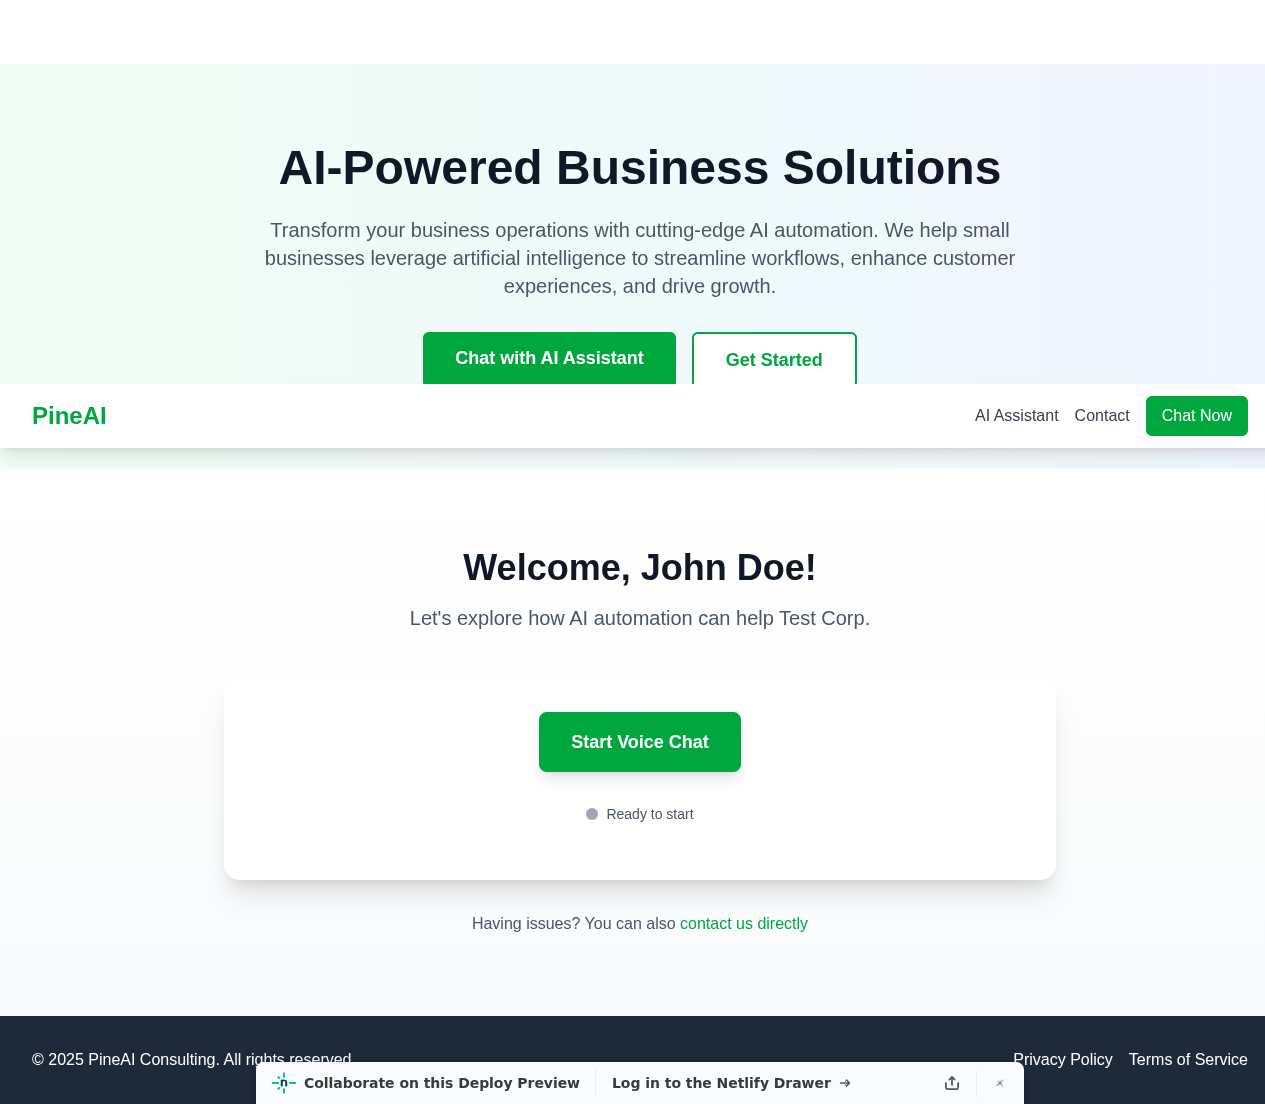 AI-Powered Business Solutions
Transform your business operations with cutting-edge AI automation. We help small
businesses leverage artificial intelligence to streamline workflows, enhance customer
experiences, and drive growth.
Chat with AI Assistant
Get Started
PineAI
AI Assistant
Contact
Chat Now
Welcome, John Doe!
Let's explore how AI automation can help Test Corp.
Start Voice Chat
Ready to start
Having issues? You can also contact us directly
© 2025 PineAI Consulting. All rights reserved
Privacy Policy
Terms of Service
n
Collaborate on this Deploy Preview
Log in to the Netlify Drawer →